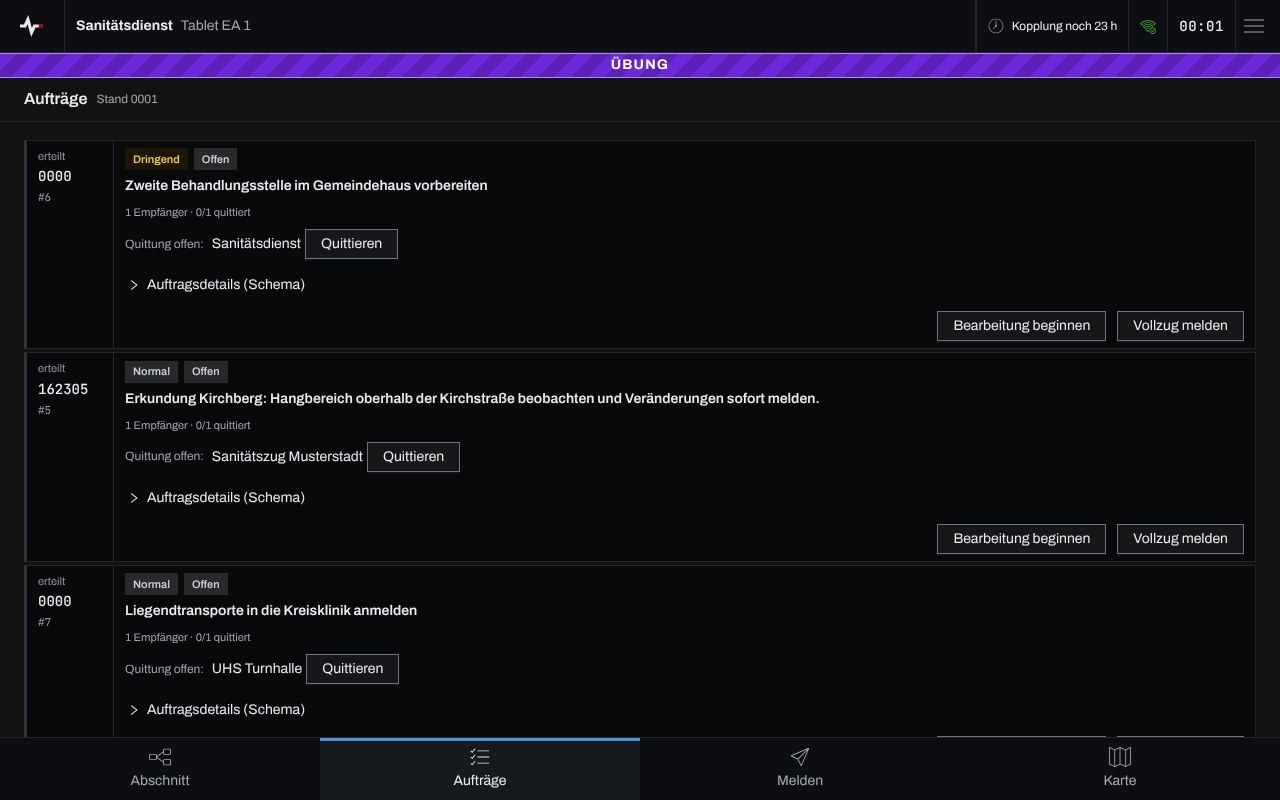 Sanitätsdienst Tablet EA 1
Kopplung noch 23 h
00:01
ÜBUNG
Aufträge Stand 0001
erteilt
0000
#6
Dringend Offen
Zweite Behandlungsstelle im Gemeindehaus vorbereiten
1 Empfänger · 0/1 quittiert
Quittung offen: Sanitätsdienst Quittieren
Auftragsdetails (Schema)
Bearbeitung beginnen Vollzug melden
erteilt
162305
#5
Normal Offen
Erkundung Kirchberg: Hangbereich oberhalb der Kirchstraße beobachten und Veränderungen sofort melden.
1 Empfänger · 0/1 quittiert
Quittung offen: Sanitätszug Musterstadt Quittieren
Auftragsdetails (Schema)
Bearbeitung beginnen Vollzug melden
erteilt
0000
#7
Normal Offen
Liegendtransporte in die Kreisklinik anmelden
1 Empfänger · 0/1 quittiert
Quittung offen: UHS Turnhalle Quittieren
Auftragsdetails (Schema)
Abschnitt Aufträge Melden Karte